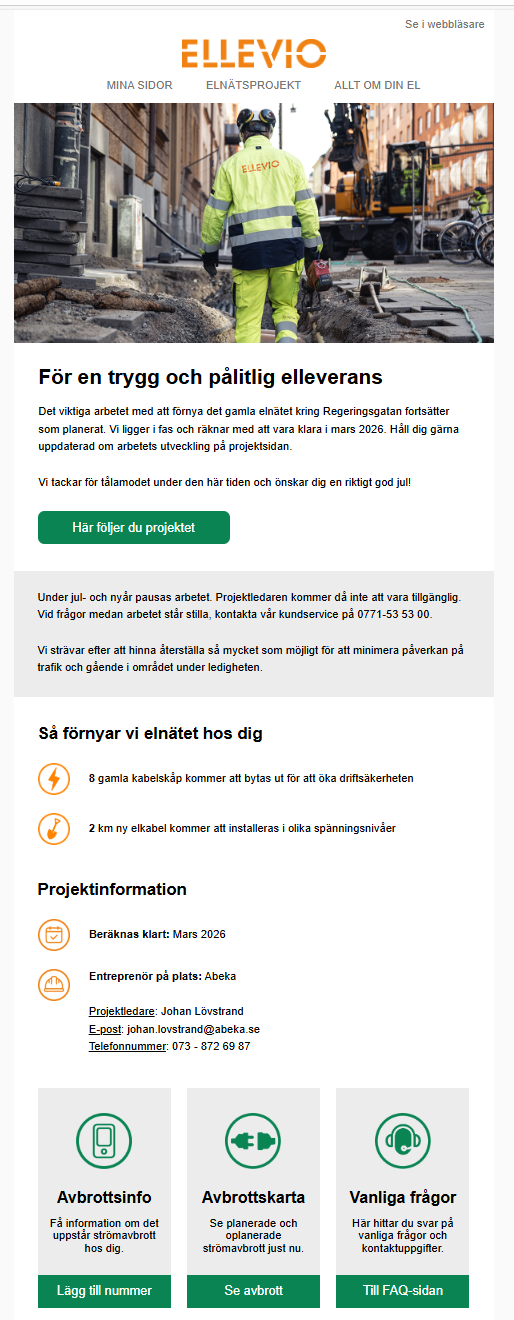 Se i webbläsare
ELLEVIO
MINA SIDOR ELNÄTSPROJEKT ALLT OM DIN EL
ELLEVIO
För en trygg och pålitlig elleverans
Det viktiga arbetet med att förnya det gamla elnätet kring Regeringsgatan fortsätter
som planerat. Vi ligger i fas och räknar med att vara klara i mars 2026. Håll dig gärna
uppdaterad om arbetets utveckling på projektsidan.
Vi tackar för tålamodet under den här tiden och önskar dig en riktigt god jul!
Här följer du projektet
Under jul- och nyår pausas arbetet. Projektledaren kommer då inte att vara tillgänglig.
Vid frågor medan arbetet står stilla, kontakta vår kundservice på 0771-53 53 00.
Vi strävar efter att hinna återställa så mycket som möjligt för att minimera påverkan på
trafik och gående i området under ledigheten.
Så förnyar vi elnätet hos dig
8 gamla kabelskåp kommer att bytas ut för att öka driftsäkerheten
2 km ny elkabel kommer att installeras i olika spänningsnivåer
Projektinformation
Beräknas klart: Mars 2026
Entreprenör på plats: Abeka
Projektledare: Johan Lövstrand
E-post: johan.lovstrand@abeka.se
Telefonnummer: 073 - 872 69 87
Avbrottsinfo
Få information om det
uppstår strömavbrott
hos dig.
Lägg till nummer
Avbrottskarta
Se planerade och
oplanerade
strömavbrott just nu.
Se avbrott
Vanliga frågor
Här hittar du svar på
vanliga frågor och
kontaktuppgifter.
Till FAQ-sidan